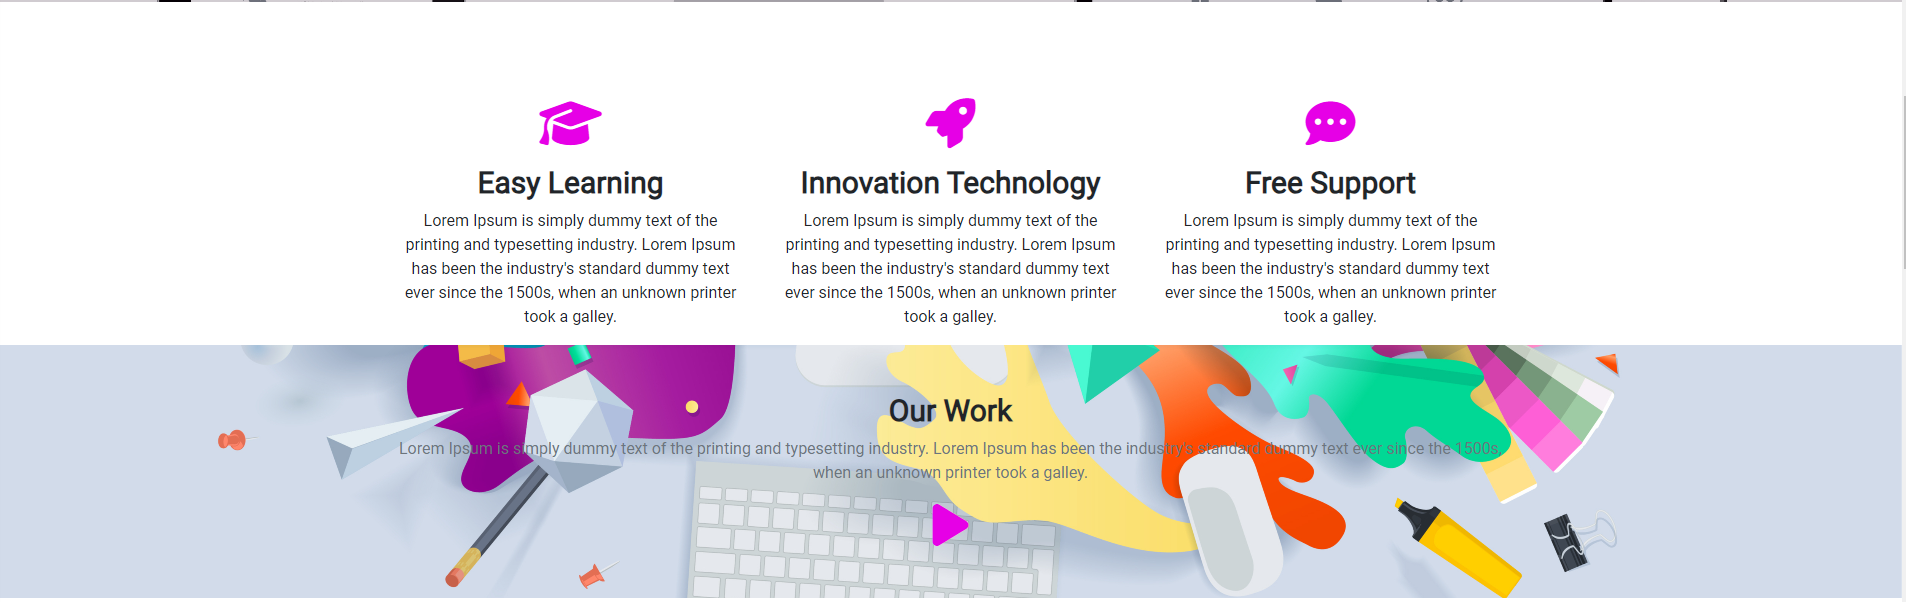 Easy Learning
Lorem Ipsum is simply dummy text of the
printing and typesetting industry. Lorem Ipsum
has been the industry's standard dummy text
ever since the 1500s, when an unknown printer
took a galley.
Innovation Technology
Lorem Ipsum is simply dummy text of the
printing and typesetting industry. Lorem Ipsum
has been the industry's standard dummy text
ever since the 1500s, when an unknown printer
took a galley.
Free Support
Lorem Ipsum is simply dummy text of the
printing and typesetting industry. Lorem Ipsum
has been the industry's standard dummy text
ever since the 1500s, when an unknown printer
took a galley.
Our Work
Lorem Ipsum is simply dummy text of the printing and typesetting industry. Lorem Ipsum has been the industry's standard dummy text ever since the 1500s,
when an unknown printer took a galley.